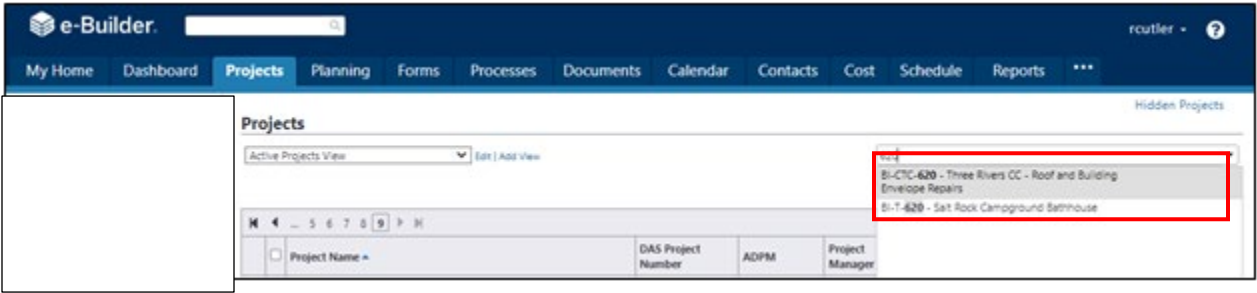 e-Builder.
rcutler
?
My Home Dashboard Projects Planning Forms Processes Documents Calendar Contacts Cost Schedule Reports ...
Hidden Projects
Projects
Active Projects View Edit | Add View
620
BI-CTC-620 - Three Rivers CC - Roof and Building
Envelope Repairs
BI-T-620 - Salt Rock Campground Bathhouse
... 5 6 7 8 9
Project Name DAS Project Number ADPM Project Manager